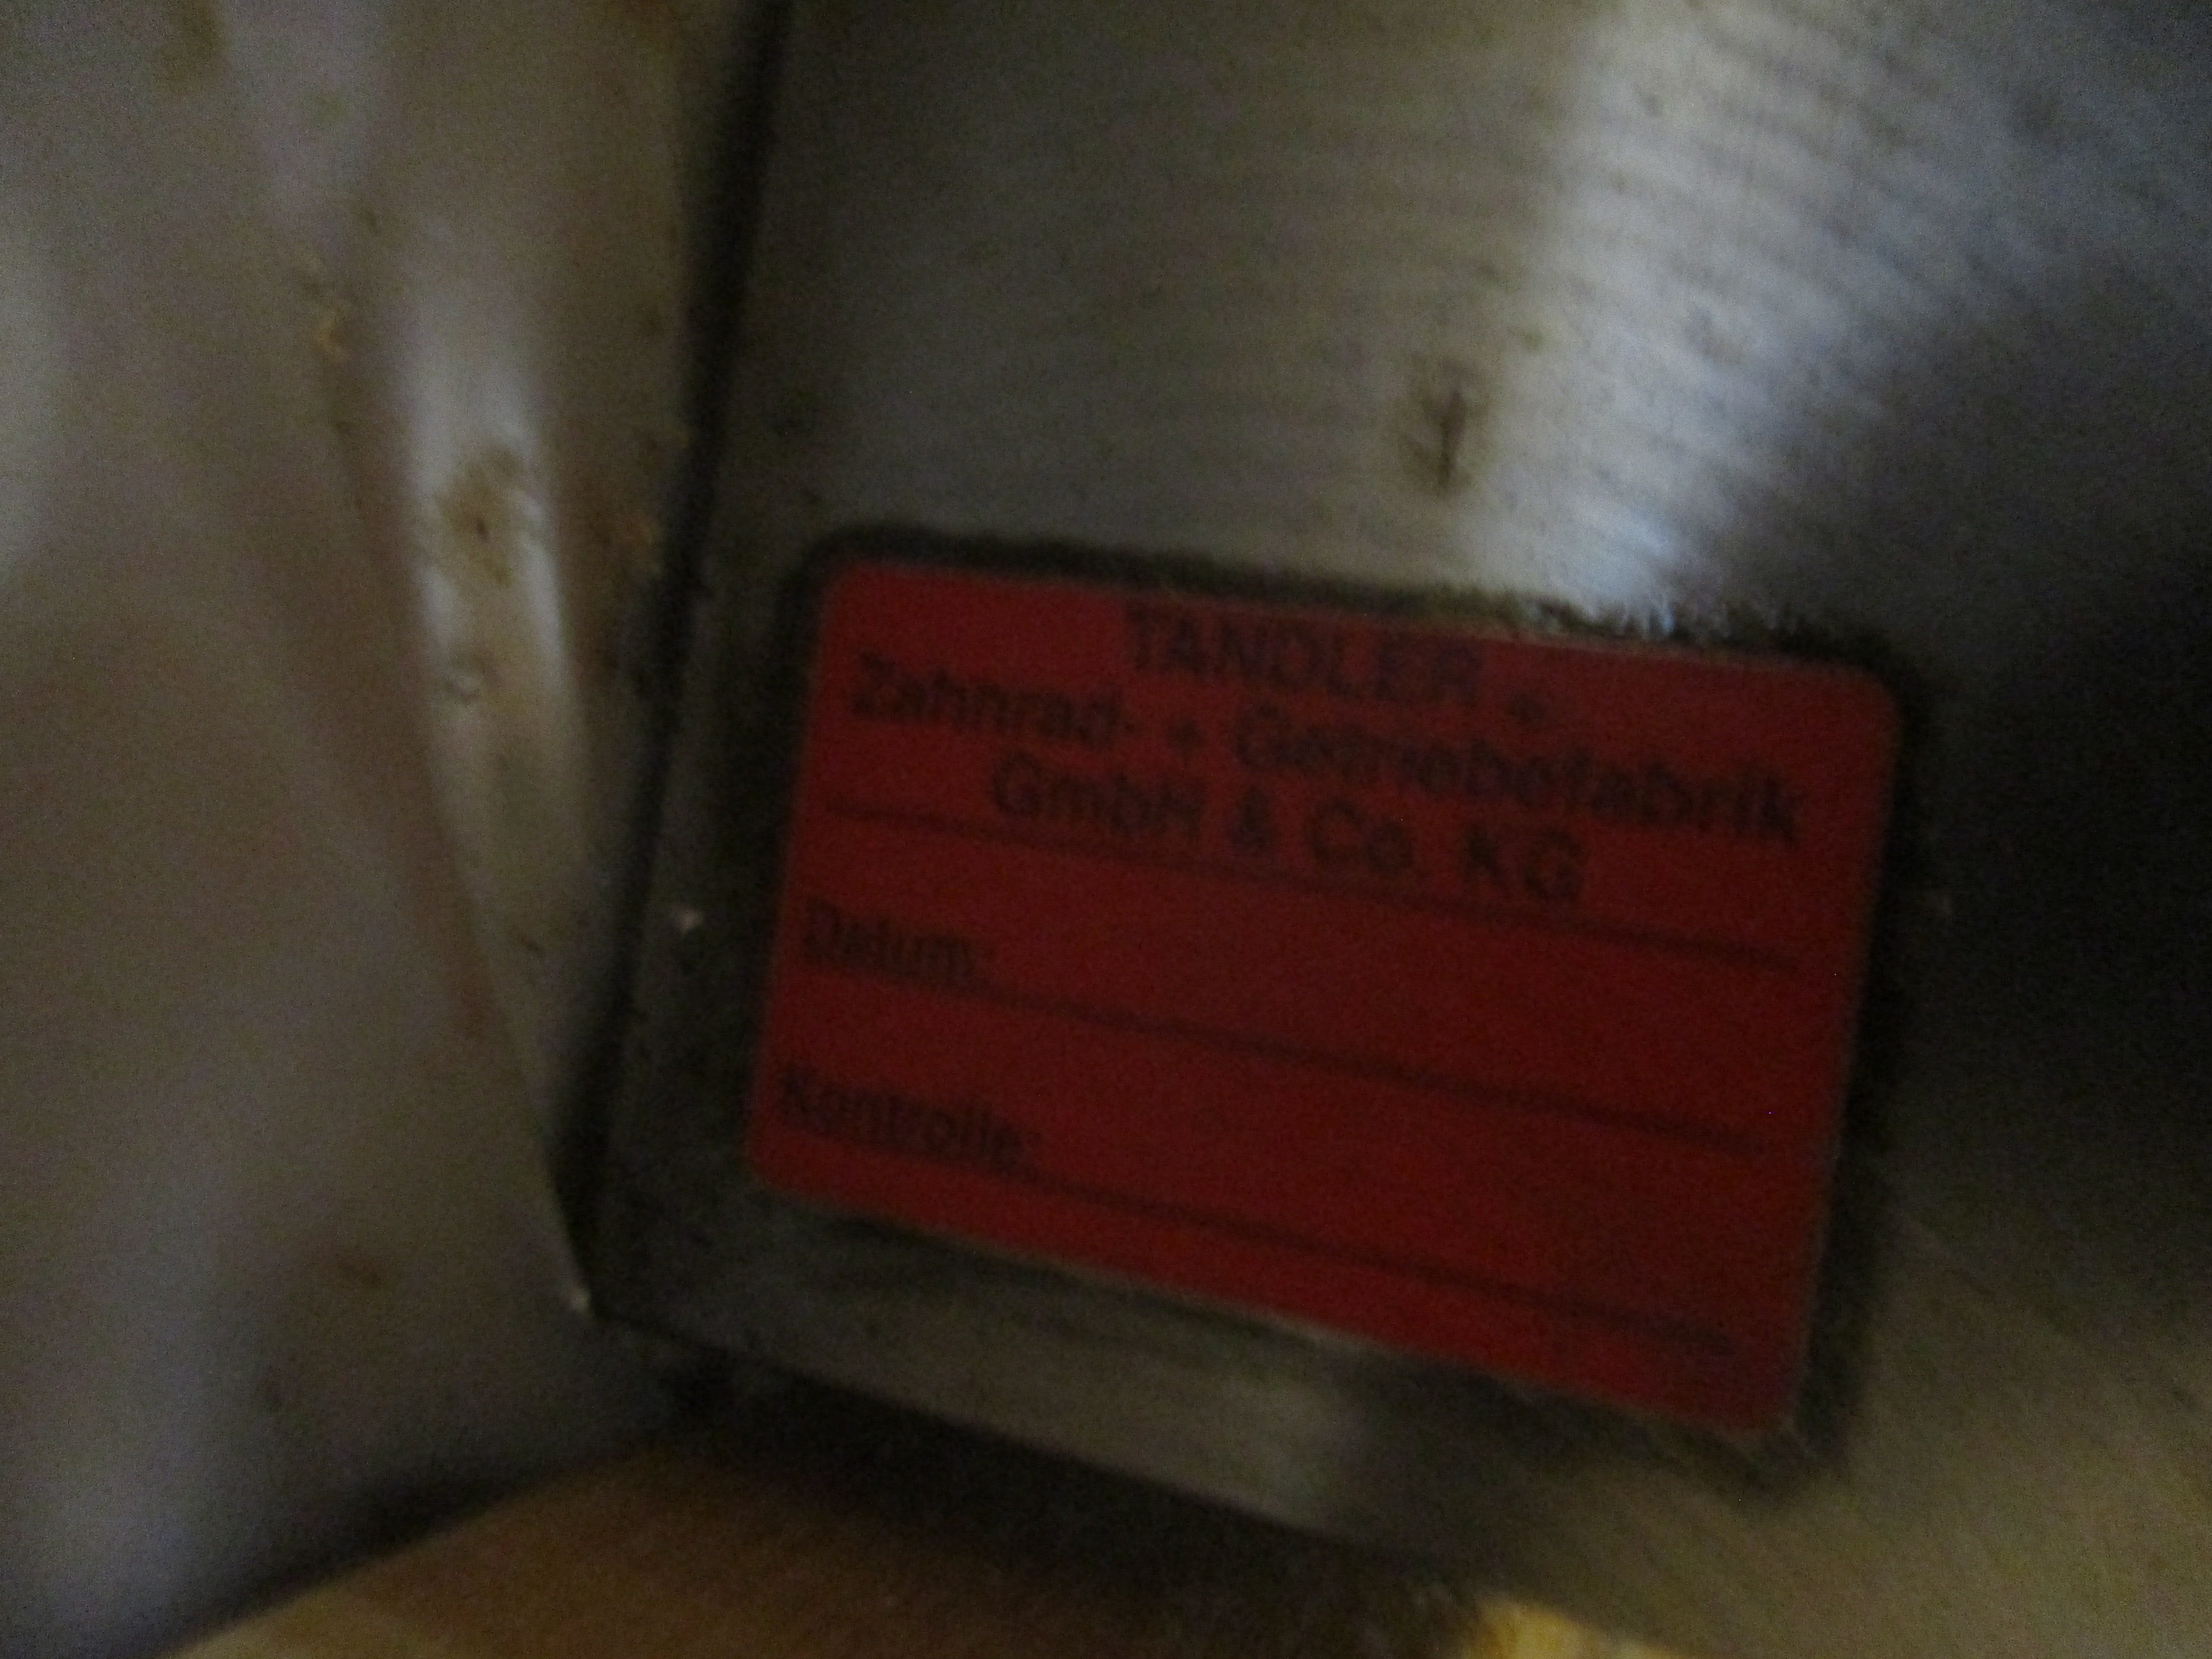 TANDLER +
Zahnrad- + Getriebefabrik
GmbH & Co. KG
Datum:
Kontrolle: